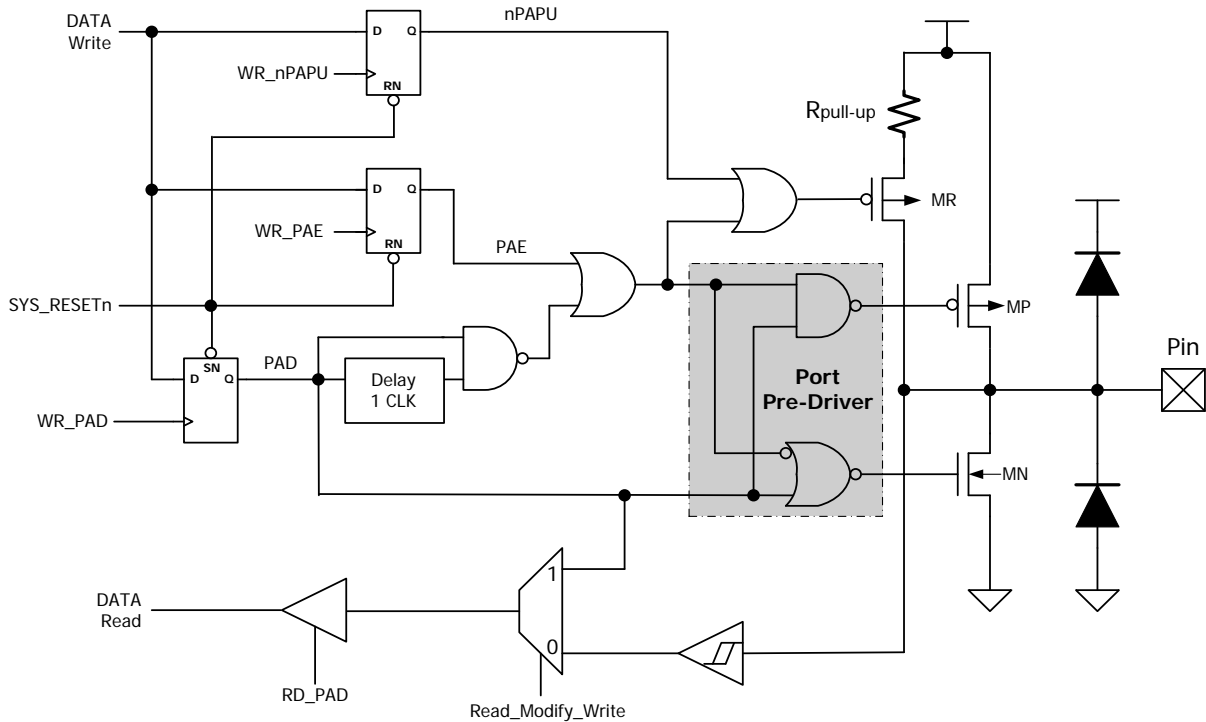 DATA
Write
nPAPU
D
Q
WR_nPAPU
RN
Rpull-up
D
Q
MR
WR_PAE
RN
PAE
SYS_RESETn
MP
SN
PAD
D
Q
Delay
1 CLK
Port
Pre-Driver
Pin
WR_PAD
MN
1
DATA
Read
0
RD_PAD
Read_Modify_Write